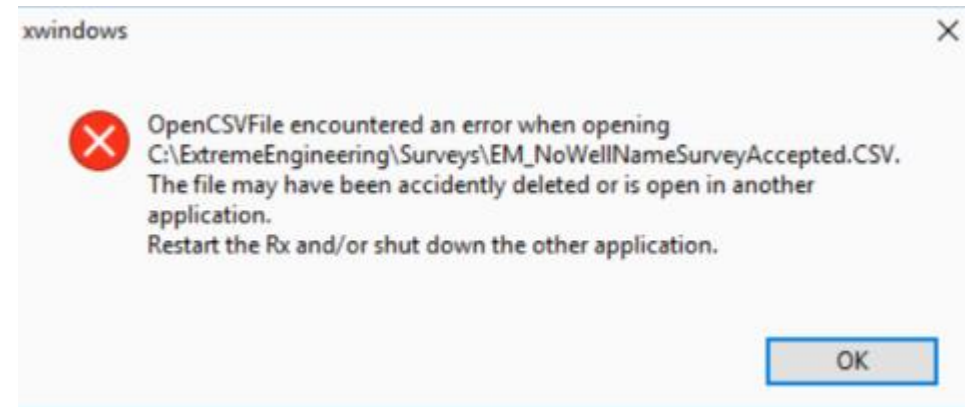 xwindows
OpenCSVFile encountered an error when opening
C:\ExtremeEngineering\Surveys\EM_NoWellNameSurveyAccepted.CSV.
The file may have been accidently deleted or is open in another
application.
Restart the Rx and/or shut down the other application.
OK